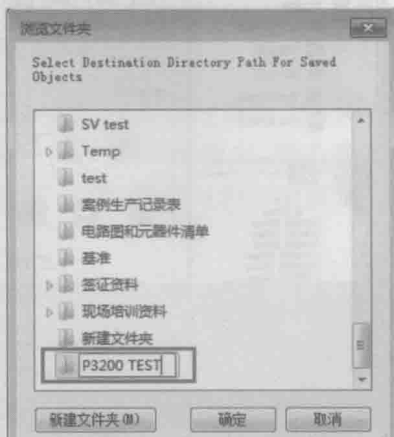 浏览文件夹
Select Destination Directory Path For Saved
Objects
SV test
Temp
test
案例生产记录表
电路图和元器件清单
基准
签证资料
现场培训资料
新建文件夹
P3200 TEST
新建文件夹(N)
确定
取消